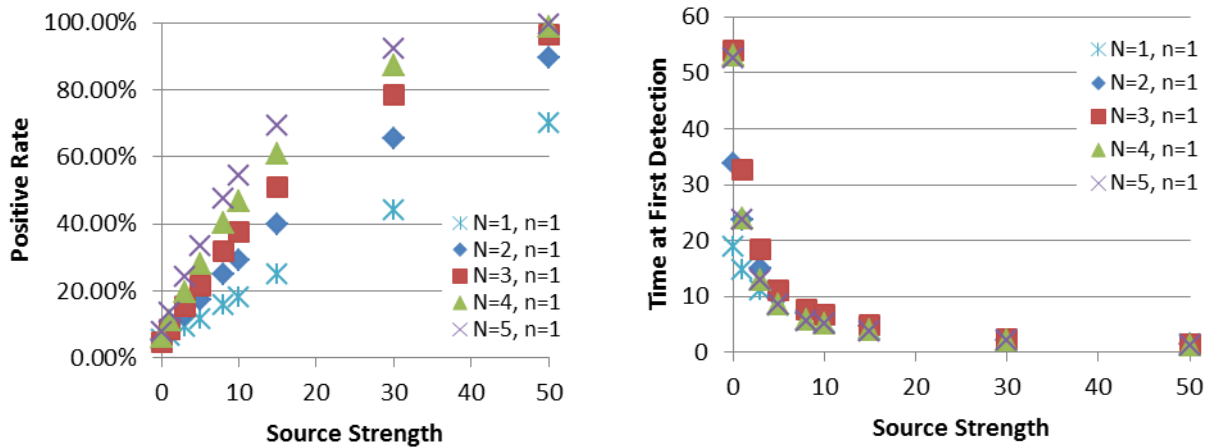 100.00%
80.00%
60.00%
40.00%
20.00%
0.00%
Positive Rate
0 10 20 30 40 50
Source Strength
N=1, n=1
N=2, n=1
N=3, n=1
N=4, n=1
N=5, n=1
60
50
40
30
20
10
0
Time at First Detection
0 10 20 30 40 50
Source Strength
N=1, n=1
N=2, n=1
N=3, n=1
N=4, n=1
N=5, n=1